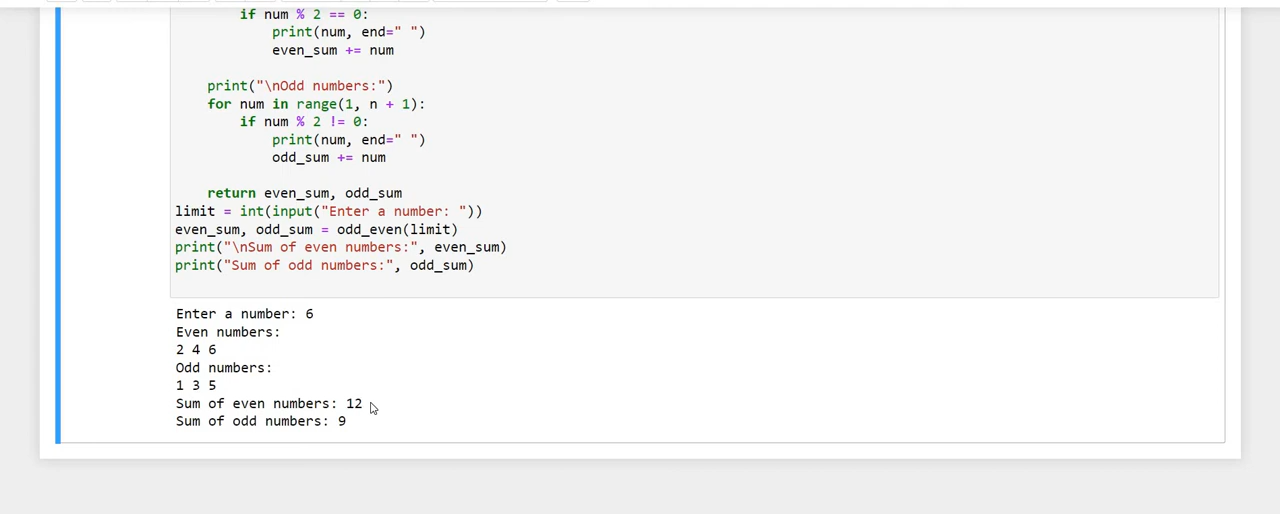 if num % 2 == 0:
print(num, end=" ")
even_sum += num
print("\nOdd numbers:")
for num in range(1, n + 1):
if num % 2 != 0:
print(num, end=" ")
odd_sum += num
return even_sum, odd_sum
limit = int(input("Enter a number: "))
even_sum, odd_sum = odd_even(limit)
print("\nSum of even numbers:", even_sum)
print("Sum of odd numbers:", odd_sum)
Enter a number: 6
Even numbers:
2 4 6
Odd numbers:
1 3 5
Sum of even numbers: 12
Sum of odd numbers: 9